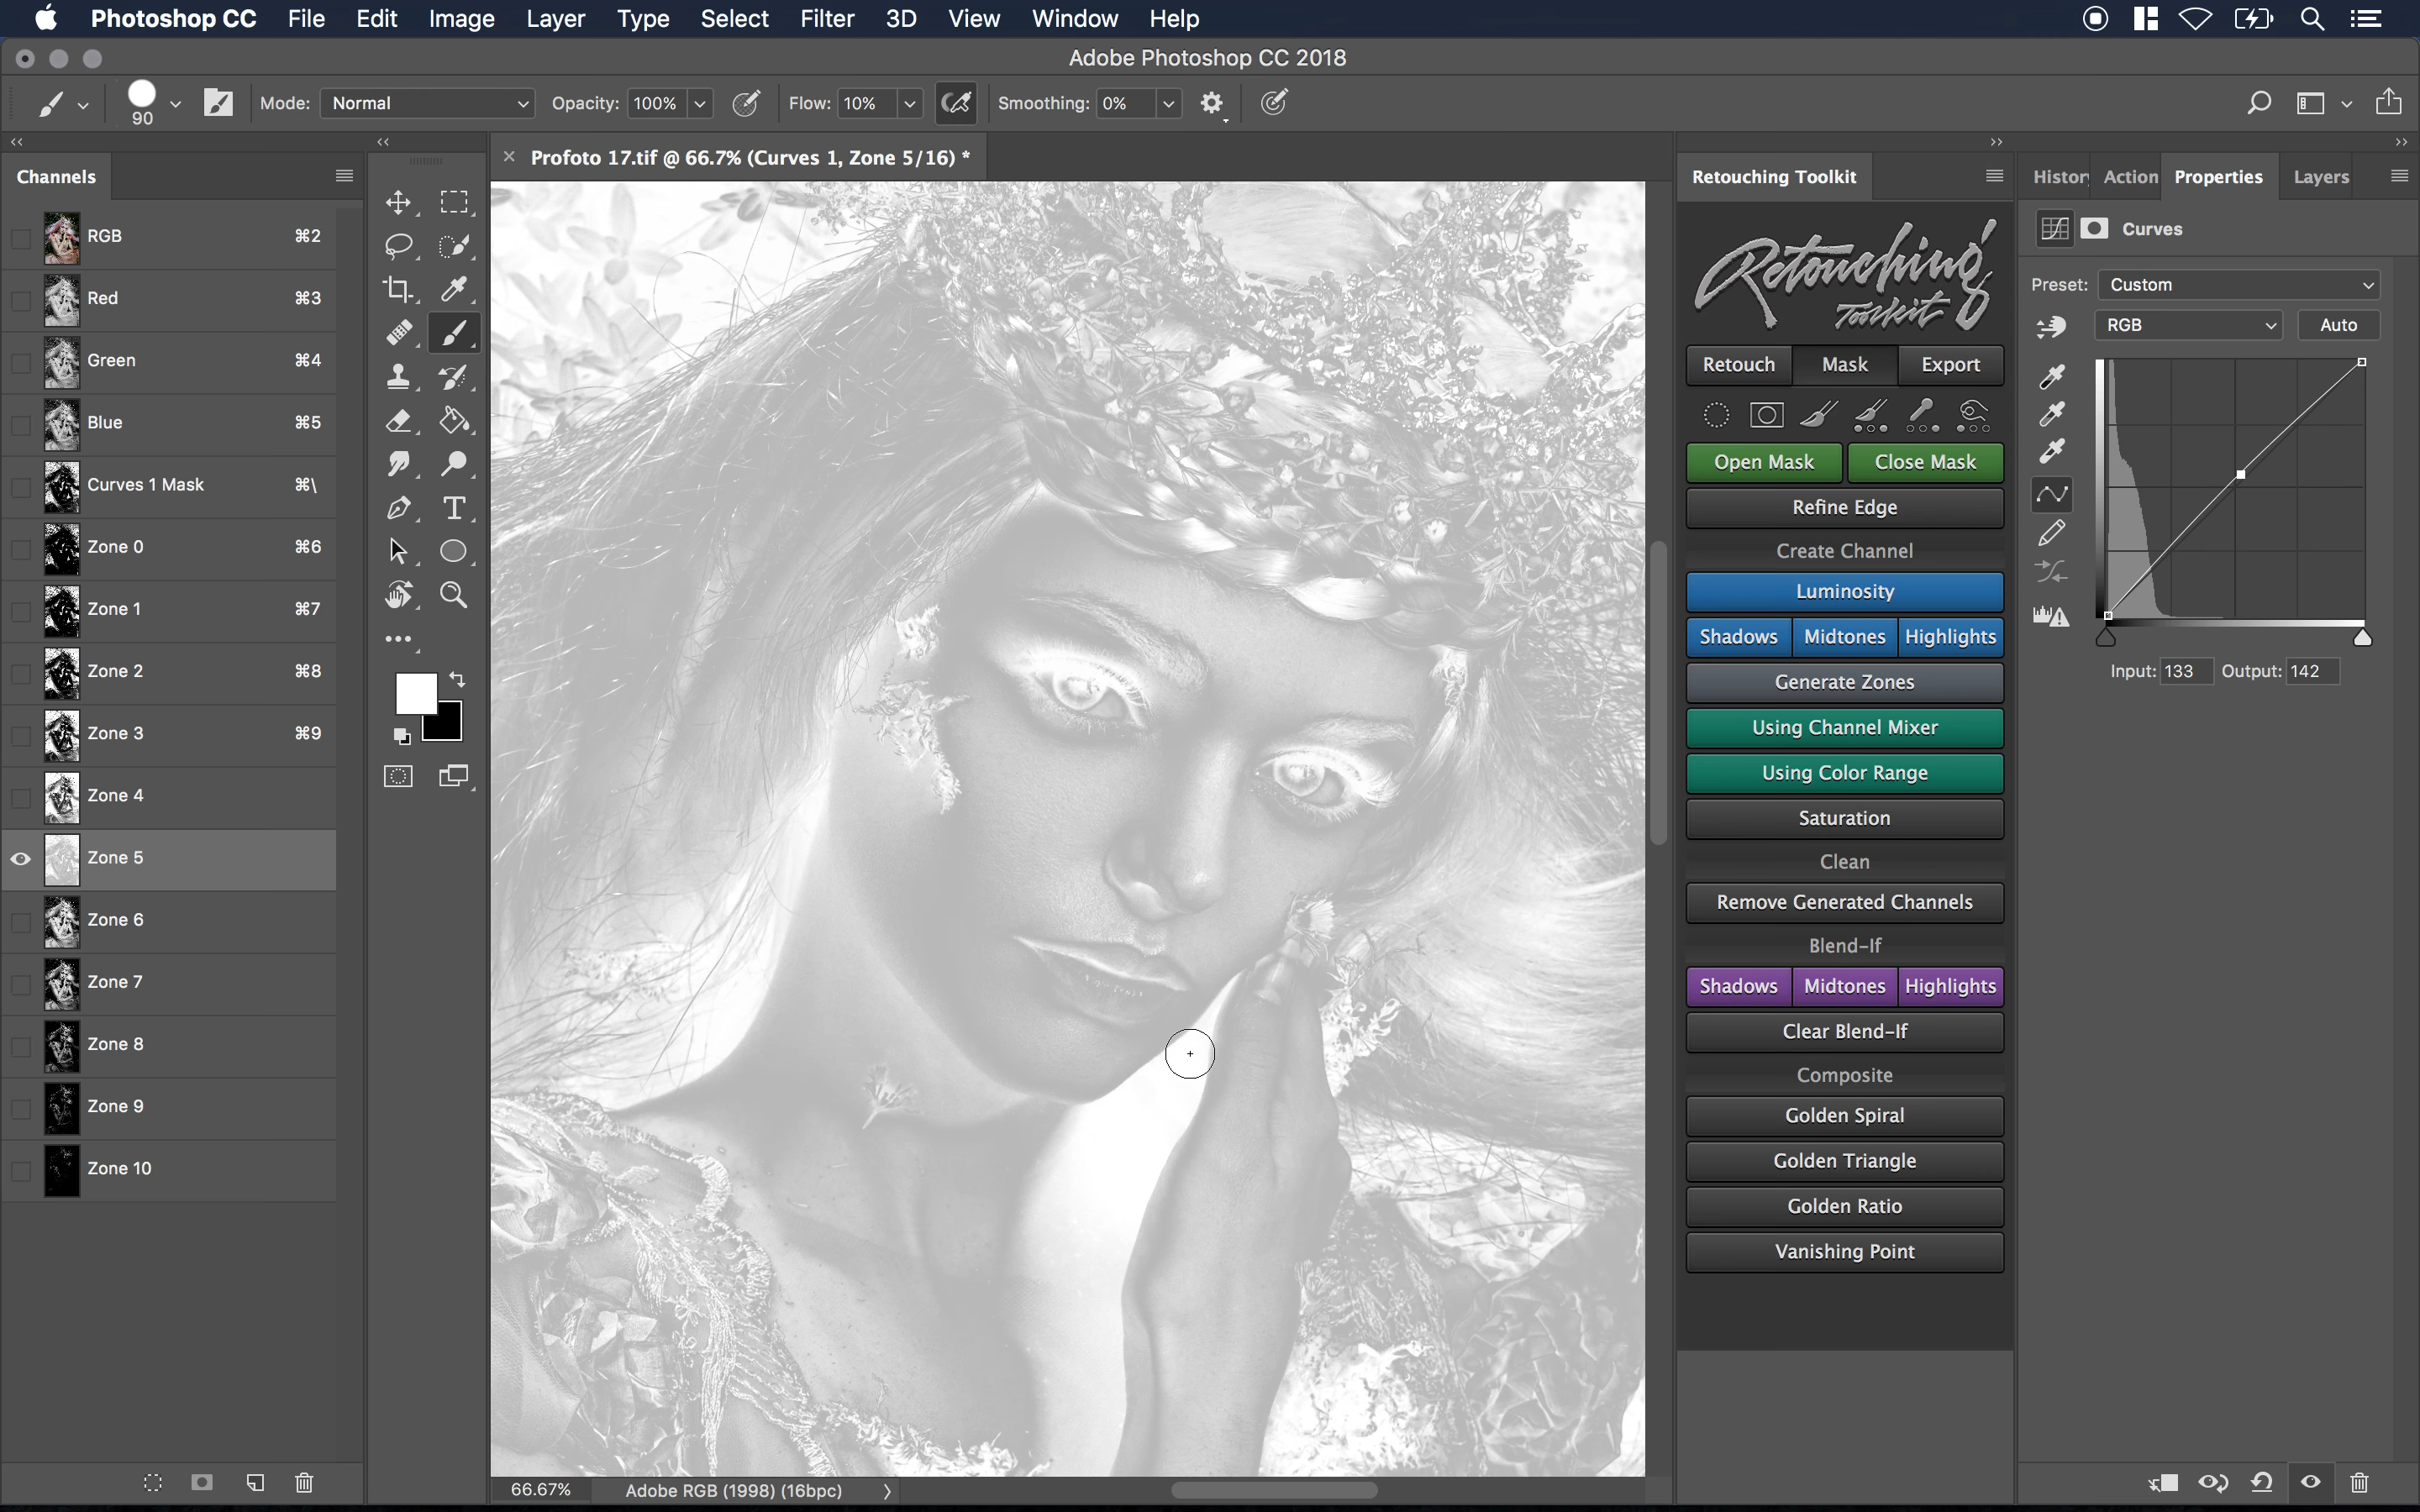 Photoshop CC File Edit Image Layer Type Select Filter 3D View Window Help
Adobe Photoshop CC 2018
90 Mode: Normal Opacity: 100% Flow: 10% Smoothing: 0%
Channels
RGB ⌘2
Red ⌘3
Green ⌘4
Blue ⌘5
Curves 1 Mask ⌘\
Zone 0 ⌘6
Zone 1 ⌘7
Zone 2 ⌘8
Zone 3 ⌘9
Zone 4
Zone 5
Zone 6
Zone 7
Zone 8
Zone 9
Zone 10
Profoto 17.tif @ 66.7% (Curves 1, Zone 5/16) *
66.67% Adobe RGB (1998) (16bpc)
Retouching Toolkit
Retouching
Toolkit
Retouch Mask Export
Open Mask Close Mask
Refine Edge
Create Channel
Luminosity
Shadows Midtones Highlights
Generate Zones
Using Channel Mixer
Using Color Range
Saturation
Clean
Remove Generated Channels
Blend-If
Shadows Midtones Highlights
Clear Blend-If
Composite
Golden Spiral
Golden Triangle
Golden Ratio
Vanishing Point
History Action Properties Layers
Curves
Preset: Custom
RGB Auto
Input: 133 Output: 142